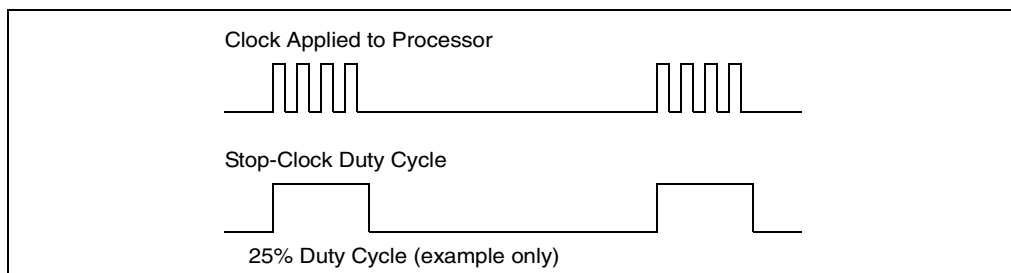 Clock Applied to Processor
Stop-Clock Duty Cycle
25% Duty Cycle (example only)